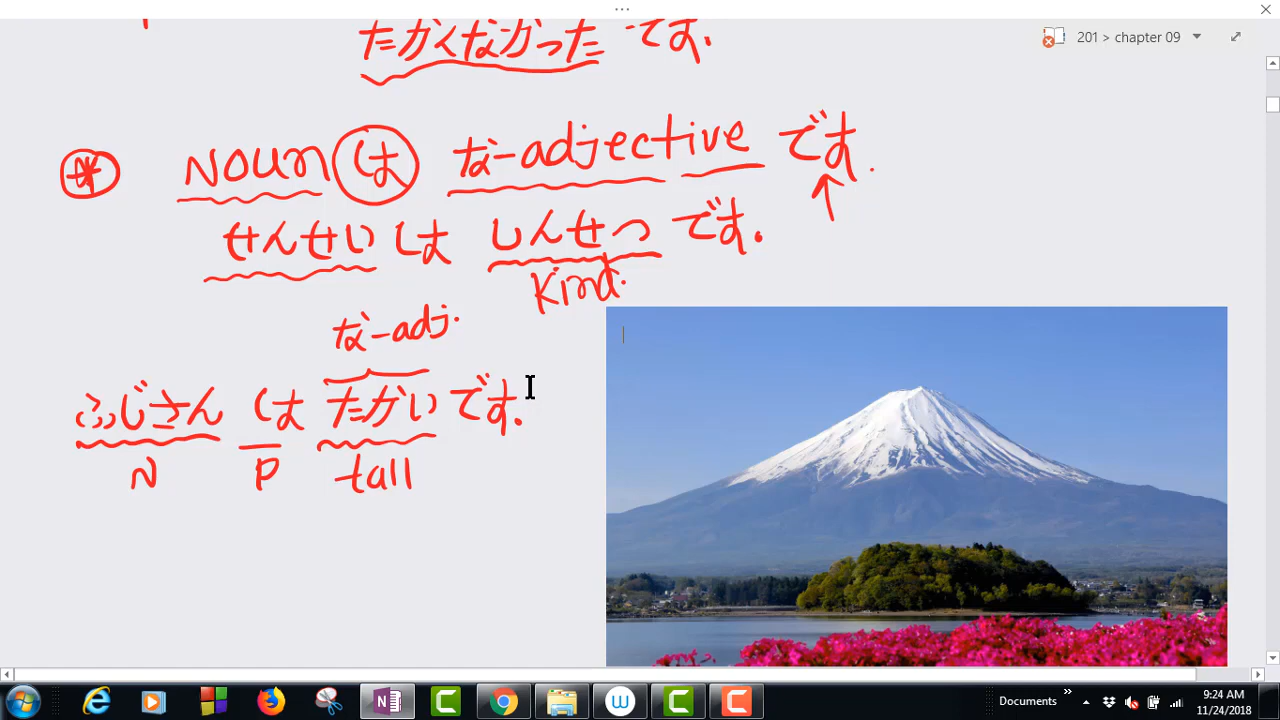 201 > chapter 09
たかくなかった です.
Noun は な-adjective です.
せんせい は しんせつ です.
kind.
な-adj.
ふじさん は たかい です.
N P tall
Documents
9:24 AM
11/24/2018